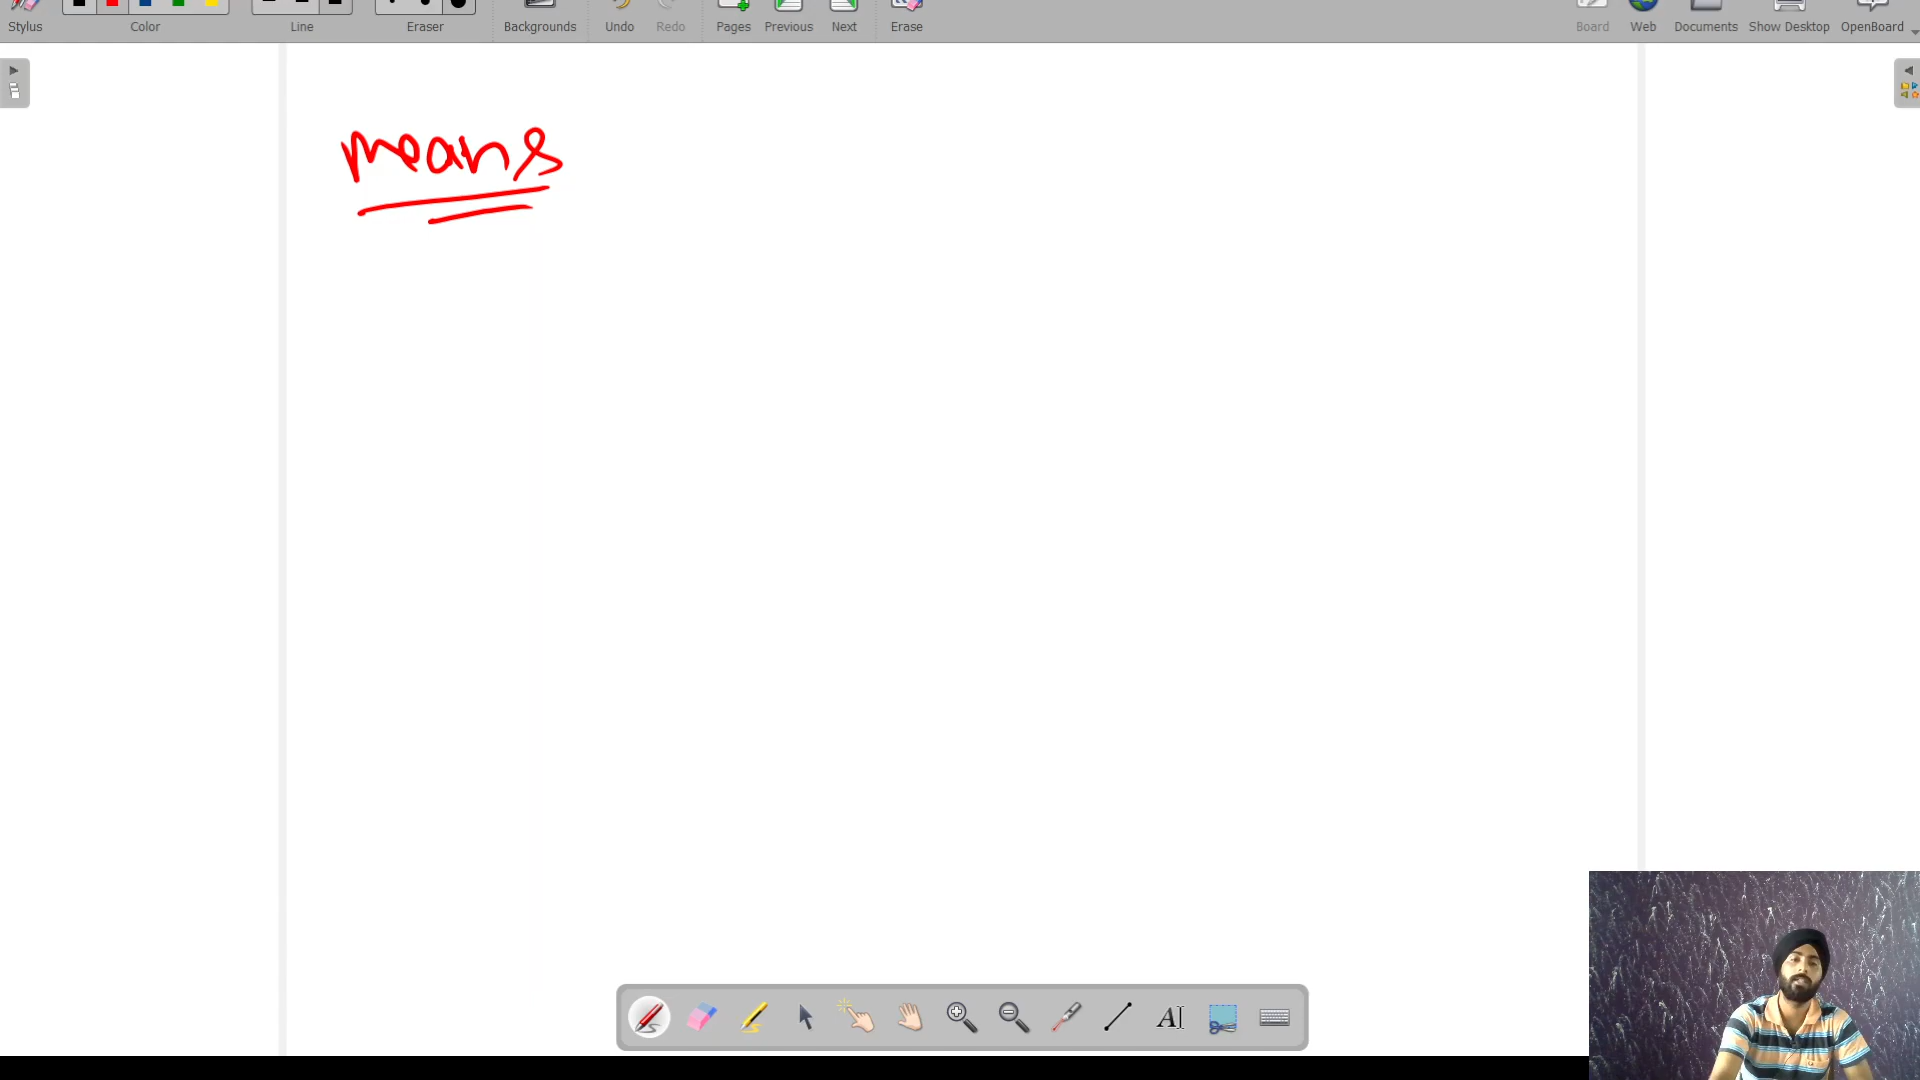 Stylus Color Line Eraser Backgrounds Undo Redo Pages Previous Next Erase Board Web Documents Show Desktop OpenBoard
means
A